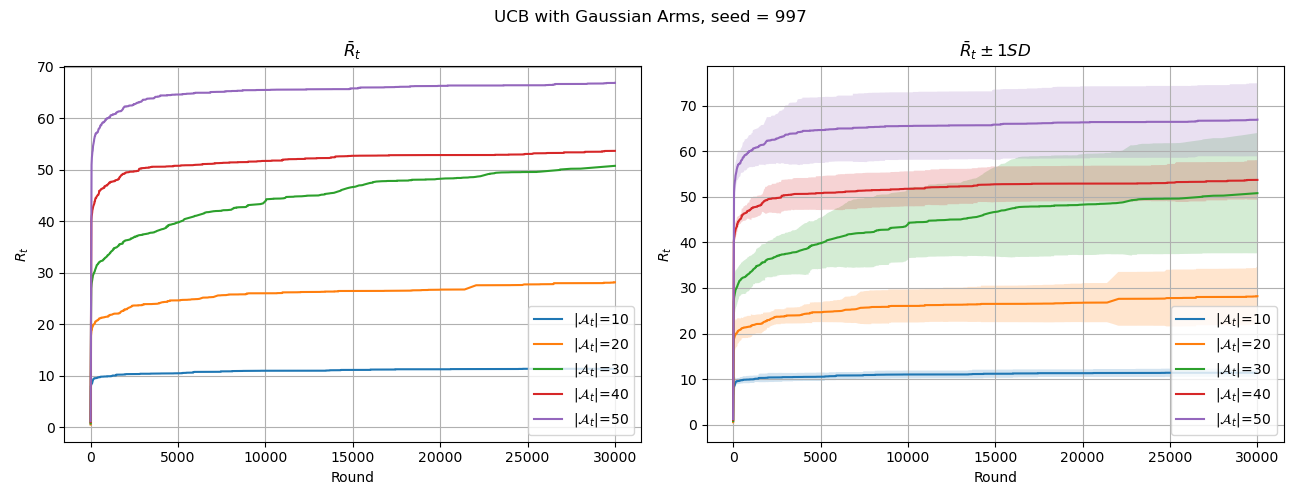 UCB with Gaussian Arms, seed = 997
R̄ₜ
70
60
50
40
30
20
10
0
Rₜ
|𝒜ₜ|=10
|𝒜ₜ|=20
|𝒜ₜ|=30
|𝒜ₜ|=40
|𝒜ₜ|=50
0 5000 10000 15000 20000 25000 30000
Round
R̄ₜ ± 1SD
70
60
50
40
30
20
10
0
Rₜ
|𝒜ₜ|=10
|𝒜ₜ|=20
|𝒜ₜ|=30
|𝒜ₜ|=40
|𝒜ₜ|=50
0 5000 10000 15000 20000 25000 30000
Round